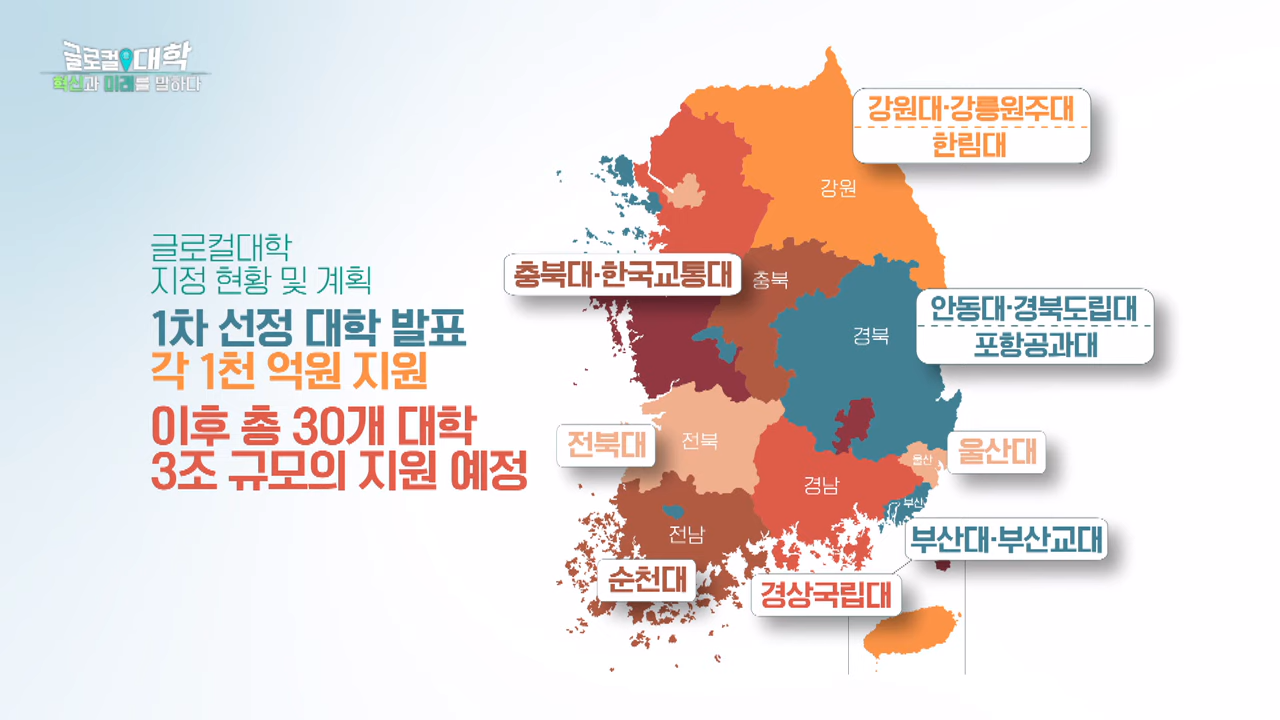 글로컬대학
혁신과 미래를 말하다
글로컬대학
지정 현황 및 계획
1차 선정 대학 발표
각 1천 억원 지원
이후 총 30개 대학
3조 규모의 지원 예정
강원대·강릉원주대
한림대
강원
충북대·한국교통대
충북
안동대·경북도립대
포항공과대
경북
전북대
전북
울산대
울산
경남
부산
전남
부산대·부산교대
순천대
경상국립대